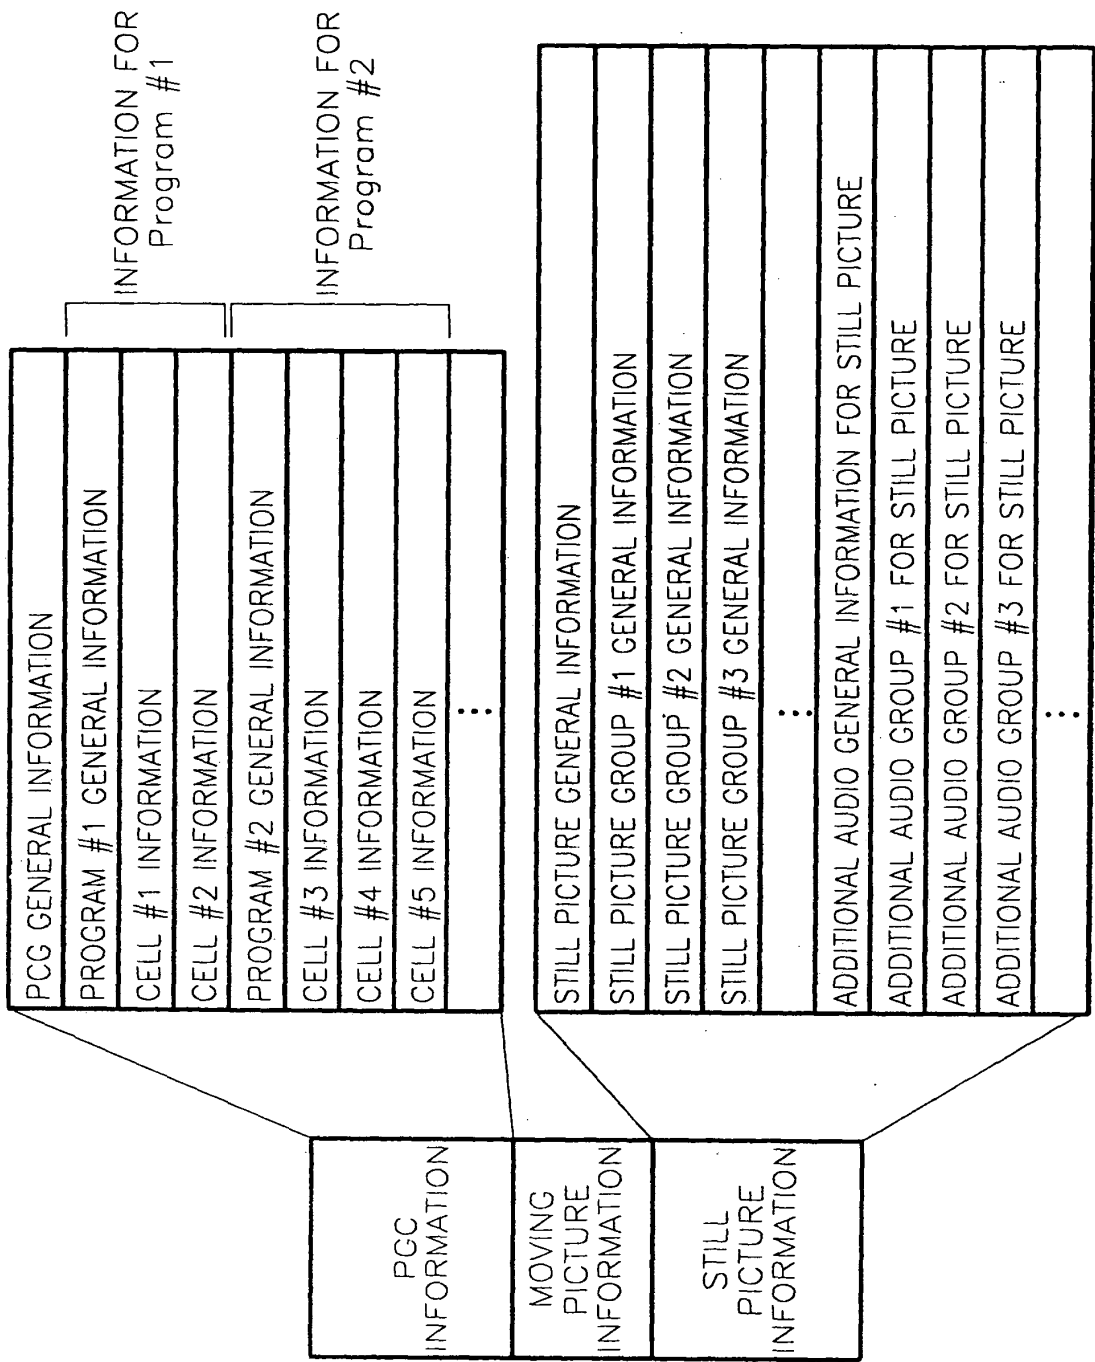 PGC
INFORMATION
MOVING
PICTURE
INFORMATION
STILL
PICTURE
INFORMATION
PCG GENERAL INFORMATION
PROGRAM #1 GENERAL INFORMATION
CELL #1 INFORMATION
CELL #2 INFORMATION
PROGRAM #2 GENERAL INFORMATION
CELL #3 INFORMATION
CELL #4 INFORMATION
CELL #5 INFORMATION
...
INFORMATION FOR
Program #1
INFORMATION FOR
Program #2
STILL PICTURE GENERAL INFORMATION
STILL PICTURE GROUP #1 GENERAL INFORMATION
STILL PICTURE GROUP #2 GENERAL INFORMATION
STILL PICTURE GROUP #3 GENERAL INFORMATION
...
ADDITIONAL AUDIO GENERAL INFORMATION FOR STILL PICTURE
ADDITIONAL AUDIO GROUP #1 FOR STILL PICTURE
ADDITIONAL AUDIO GROUP #2 FOR STILL PICTURE
ADDITIONAL AUDIO GROUP #3 FOR STILL PICTURE
...